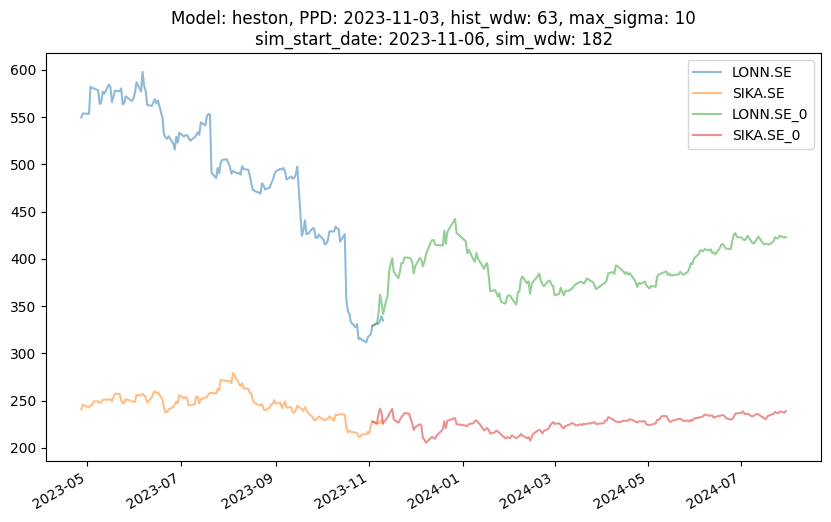 Model: heston, PPD: 2023-11-03, hist_wdw: 63, max_sigma: 10
sim_start_date: 2023-11-06, sim_wdw: 182
LONN.SE
SIKA.SE
LONN.SE_0
SIKA.SE_0
600
550
500
450
400
350
300
250
200
2023-05
2023-07
2023-09
2023-11
2024-01
2024-03
2024-05
2024-07